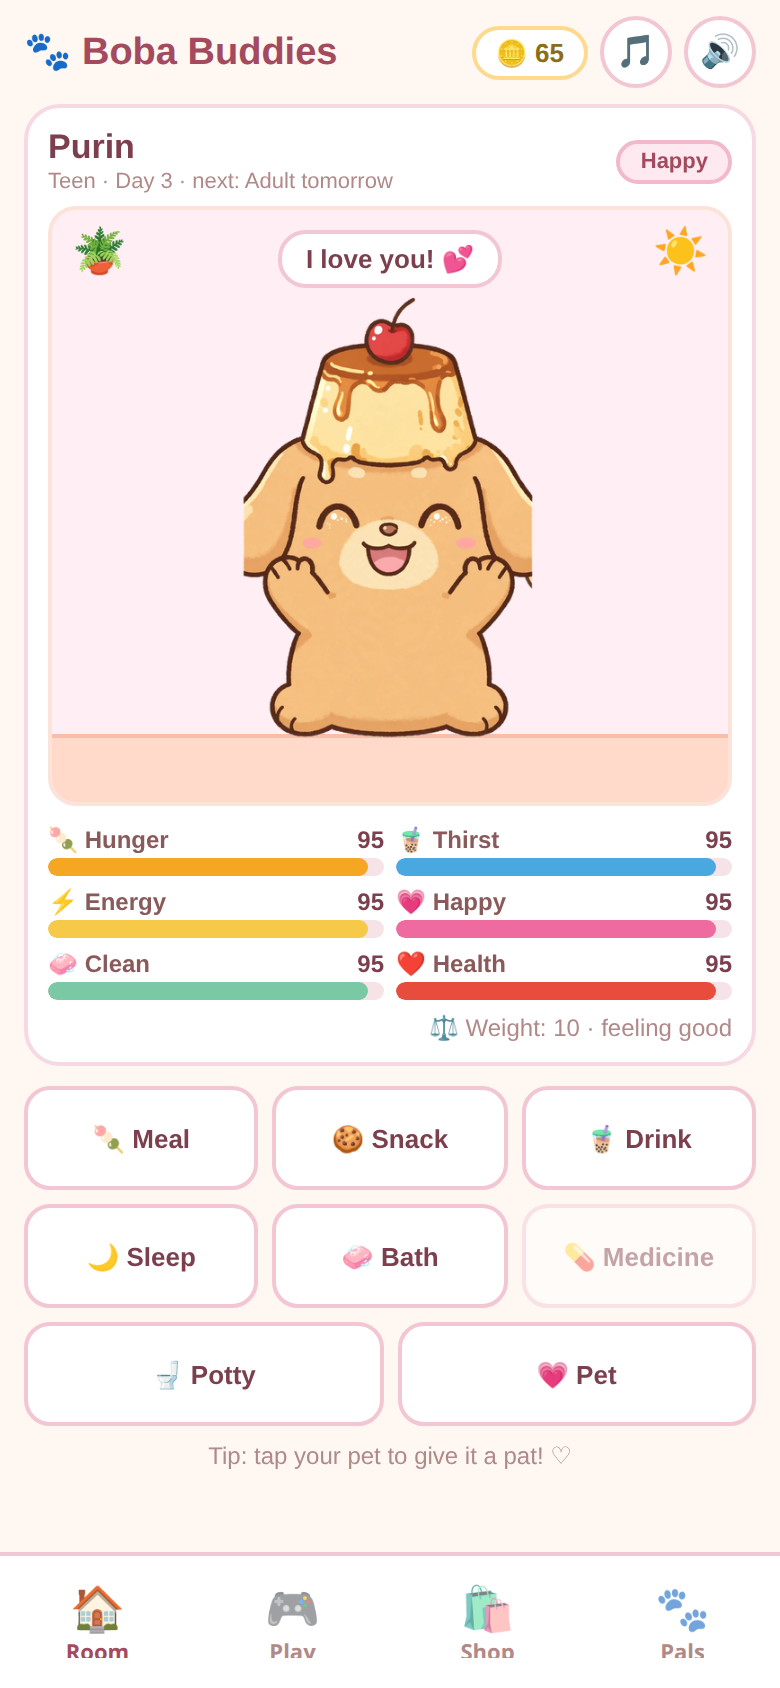 🐾 Boba Buddies
🪙 65
Purin
Teen · Day 3 · next: Adult tomorrow
Happy
I love you! 💕
🍡 Hunger 95
🧋 Thirst 95
⚡ Energy 95
💗 Happy 95
🧼 Clean 95
❤️ Health 95
⚖️ Weight: 10 · feeling good
🍡 Meal
🍪 Snack
🧋 Drink
🌙 Sleep
🧼 Bath
💊 Medicine
🚽 Potty
💗 Pet
Tip: tap your pet to give it a pat! ♡
Room
Play
Shop
Pals